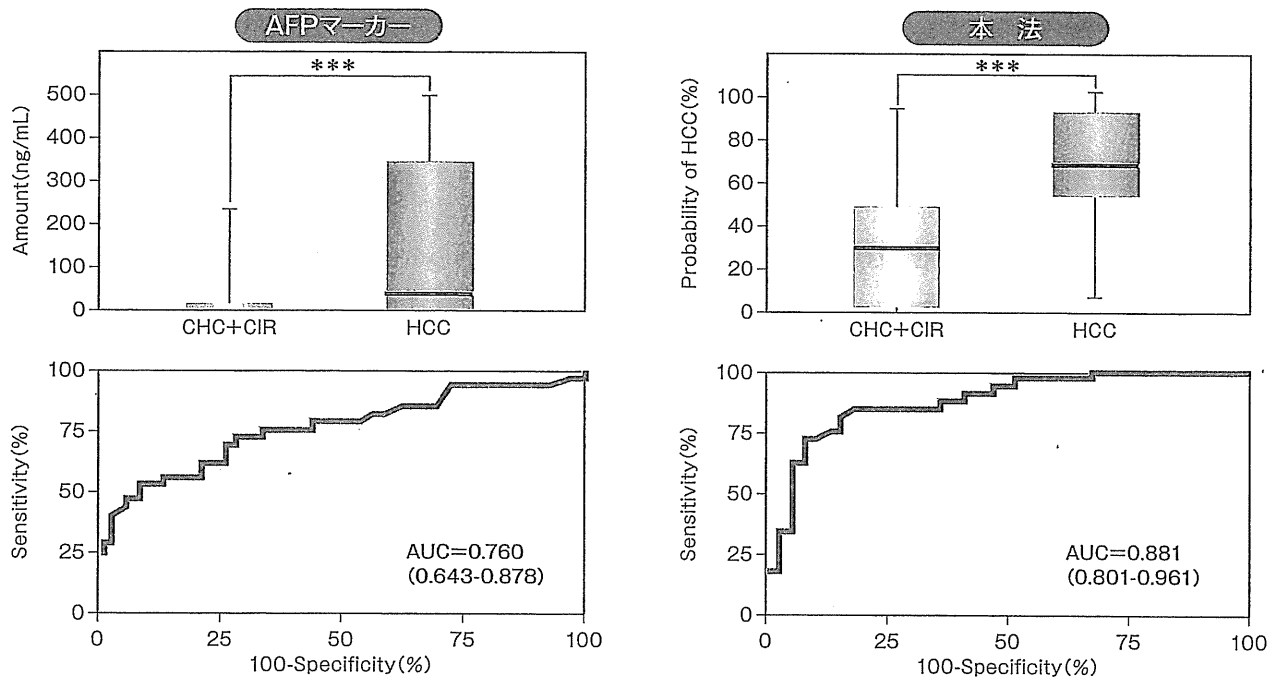 AFPマーカー
***
Amount(ng/mL)
500
400
300
200
100
0
CHC+CIR
HCC
本 法
***
Probability of HCC(%)
100
80
60
40
20
0
CHC+CIR
HCC
Sensitivity(%)
100
75
50
25
0
AUC=0.760
(0.643-0.878)
0
25
50
75
100
100-Specificity(%)
Sensitivity(%)
100
75
50
25
0
AUC=0.881
(0.801-0.961)
0
25
50
75
100
100-Specificity(%)